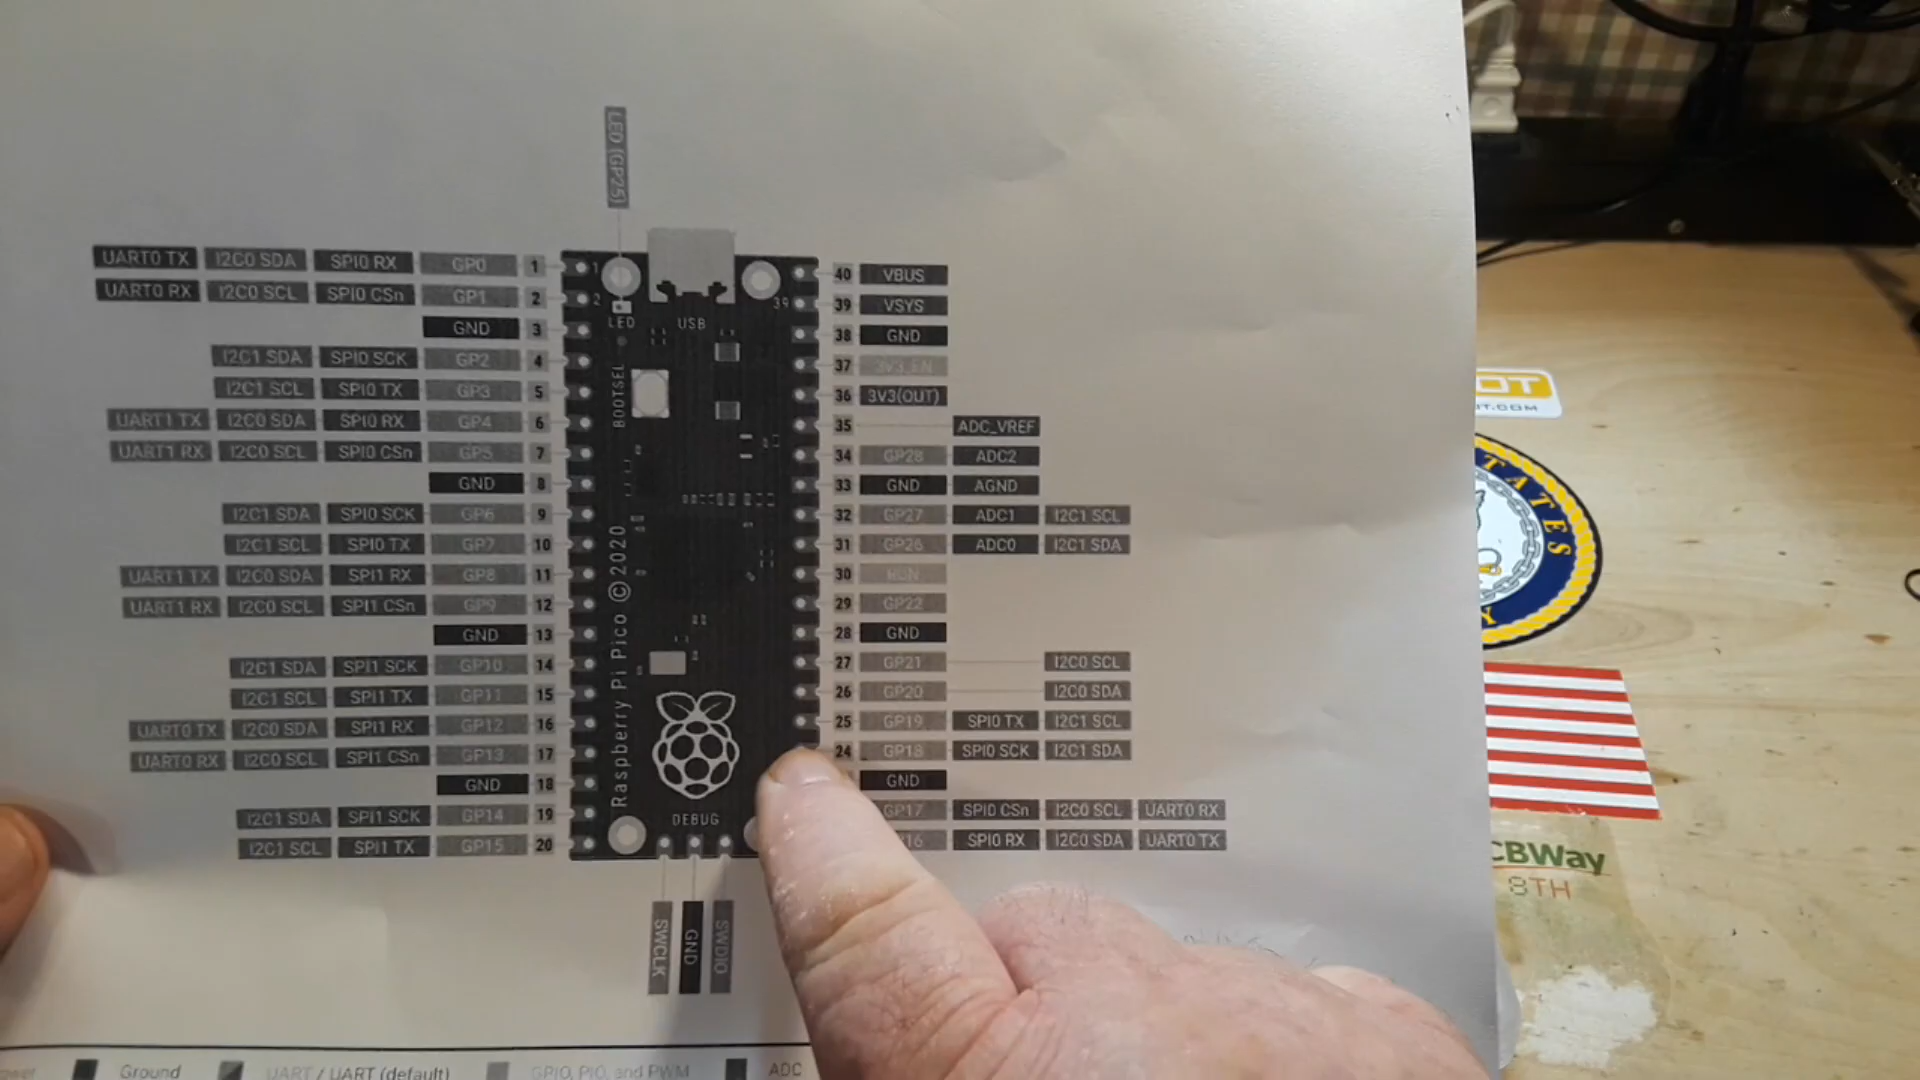 LED (GP25)
UART0 TX I2C0 SDA SPI0 RX GP0 1 1 40 VBUS
UART0 RX I2C0 SCL SPI0 CSn GP1 2 2 39 39 VSYS
GND 3 LED USB 38 GND
I2C1 SDA SPI0 SCK GP2 4 37 3V3_EN
I2C1 SCL SPI0 TX GP3 5 BOOTSEL 36 3V3(OUT)
UART1 TX I2C0 SDA SPI0 RX GP4 6 35 ADC_VREF
UART1 RX I2C0 SCL SPI0 CSn GP5 7 34 GP28 ADC2
GND 8 33 GND AGND
I2C1 SDA SPI0 SCK GP6 9 32 GP27 ADC1 I2C1 SCL
I2C1 SCL SPI0 TX GP7 10 31 GP26 ADC0 I2C1 SDA
UART1 TX I2C0 SDA SPI1 RX GP8 11 30 RUN
UART1 RX I2C0 SCL SPI1 CSn GP9 12 29 GP22
GND 13 28 GND
I2C1 SDA SPI1 SCK GP10 14 27 GP21 I2C0 SCL
I2C1 SCL SPI1 TX GP11 15 26 GP20 I2C0 SDA
UART0 TX I2C0 SDA SPI1 RX GP12 16 25 GP19 SPI0 TX I2C1 SCL
UART0 RX I2C0 SCL SPI1 CSn GP13 17 24 GP18 SPI0 SCK I2C1 SDA
GND 18 GND
I2C1 SDA SPI1 SCK GP14 19 GP17 SPI0 CSn I2C0 SCL UART0 RX
I2C1 SCL SPI1 TX GP15 20 16 SPI0 RX I2C0 SDA UART0 TX
Raspberry Pi Pico © 2020
DEBUG
SWCLK GND SWDIO
Ground UART / UART (default) GPIO, PIO, and PWM ADC
OT
OT.COM
TATES
Y
CBWay
8TH